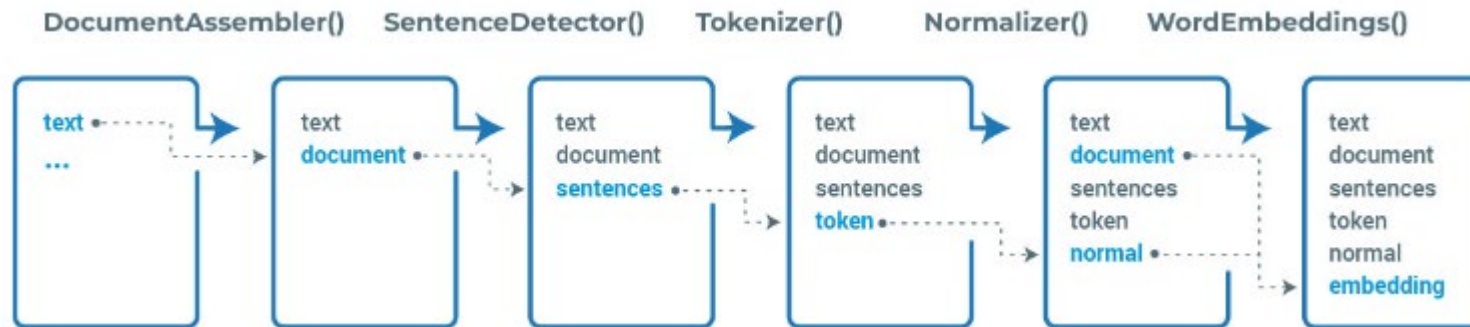 DocumentAssembler() SentenceDetector() Tokenizer() Normalizer() WordEmbeddings()
text
...
text
document
text
document
sentences
text
document
sentences
token
text
document
sentences
token
normal
text
document
sentences
token
normal
embedding